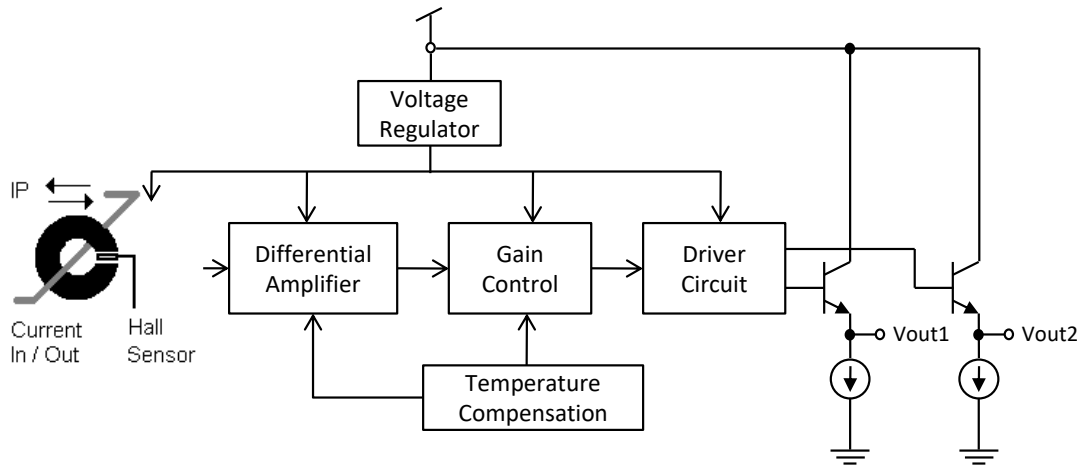 Voltage
Regulator
IP
Differential
Amplifier
Gain
Control
Driver
Circuit
Current
In / Out
Hall
Sensor
Vout1
Vout2
Temperature
Compensation